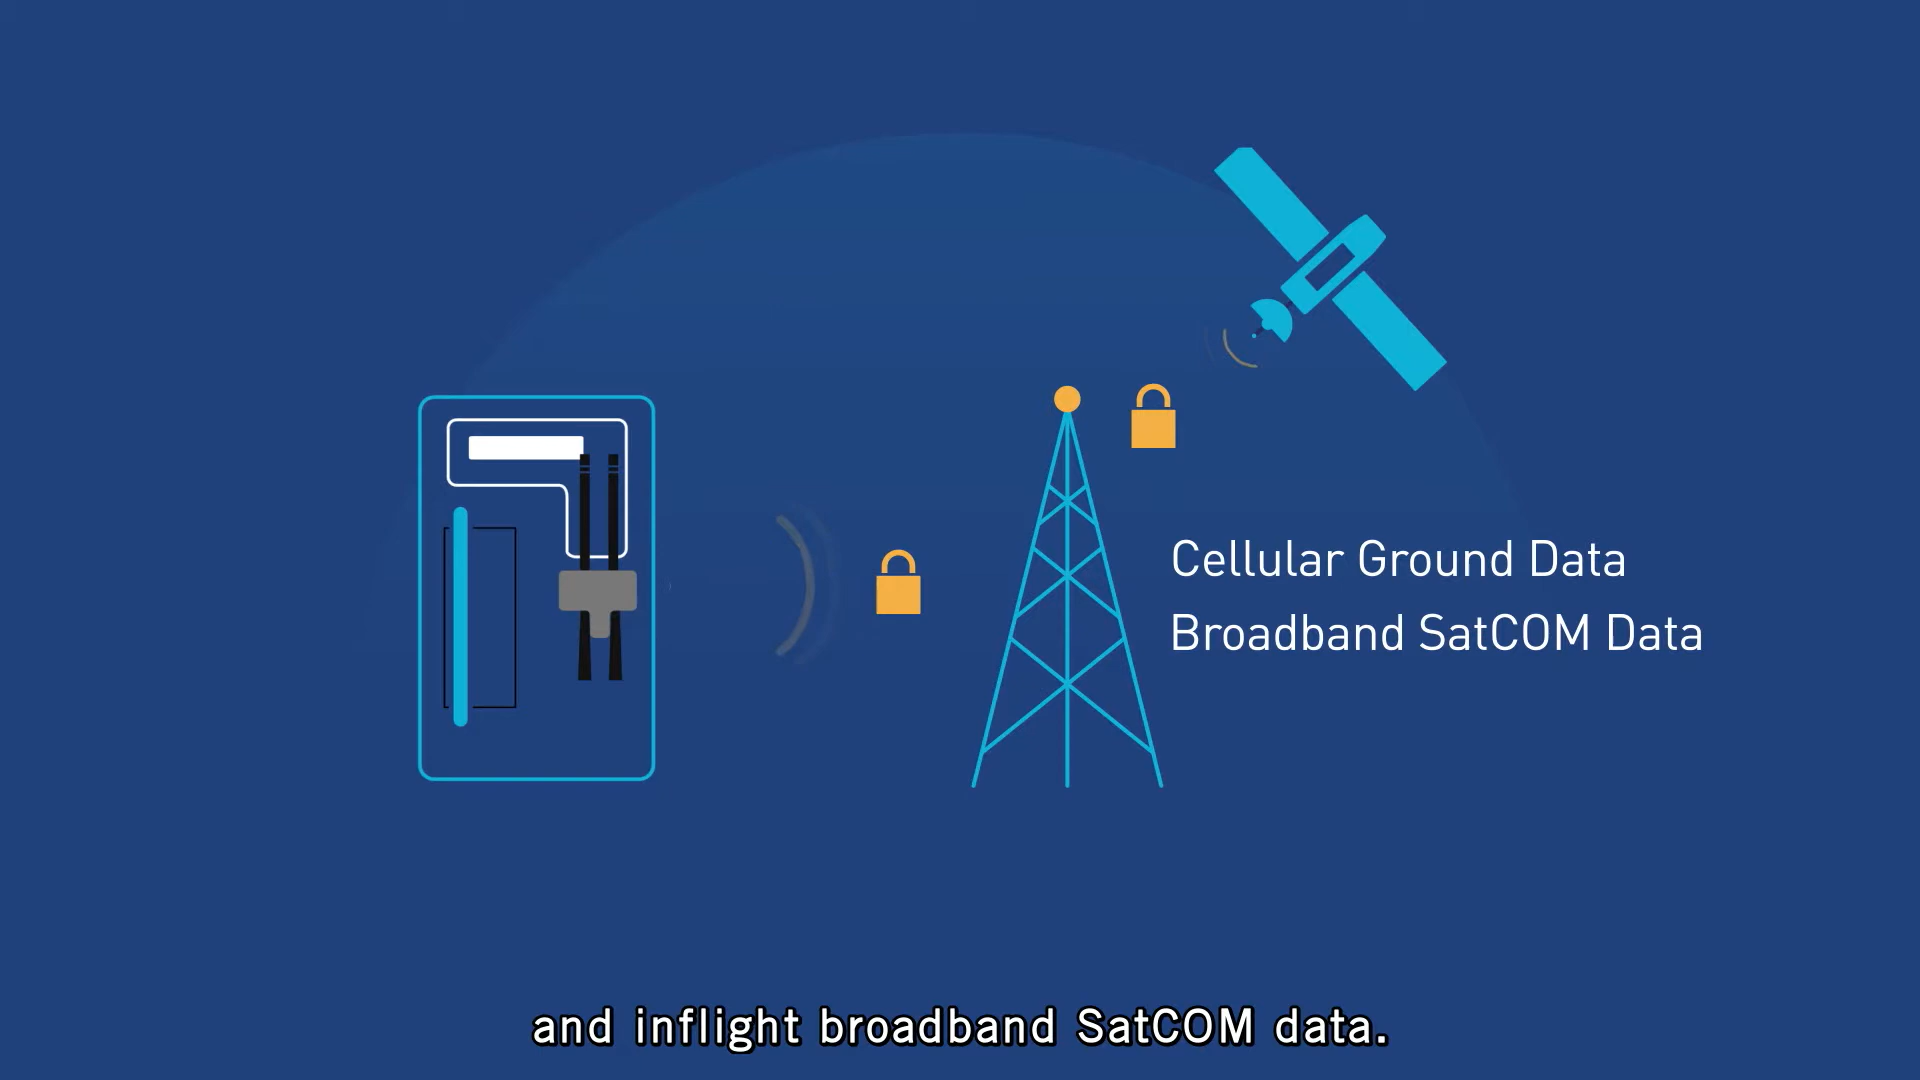 Cellular Ground Data
Broadband SatCOM Data
and inflight broadband SatCOM data.